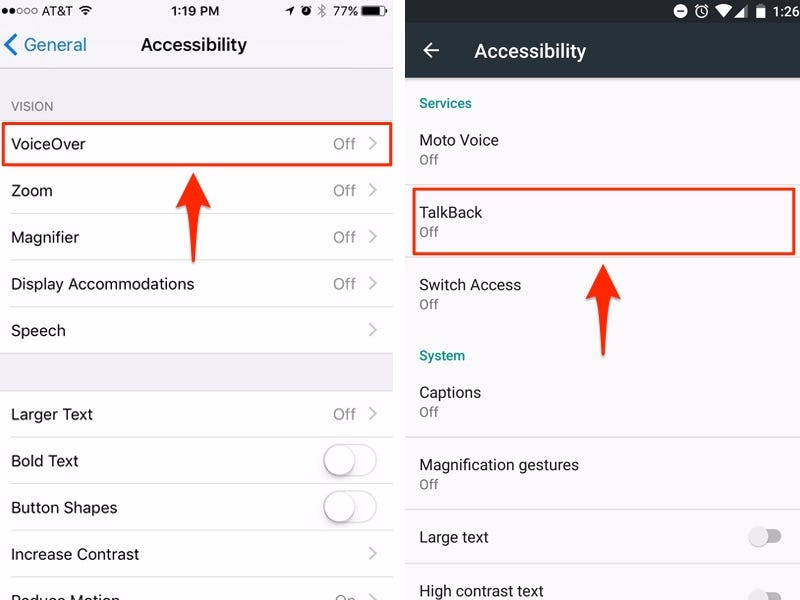 AT&T 1:19 PM 77%
General Accessibility
VISION
VoiceOver Off
Zoom Off
Magnifier Off
Display Accommodations Off
Speech
Larger Text Off
Bold Text
Button Shapes
Increase Contrast
Reduce Motion On
1:26
Accessibility
Services
Moto Voice
Off
TalkBack
Off
Switch Access
Off
System
Captions
Off
Magnification gestures
Off
Large text
High contrast text